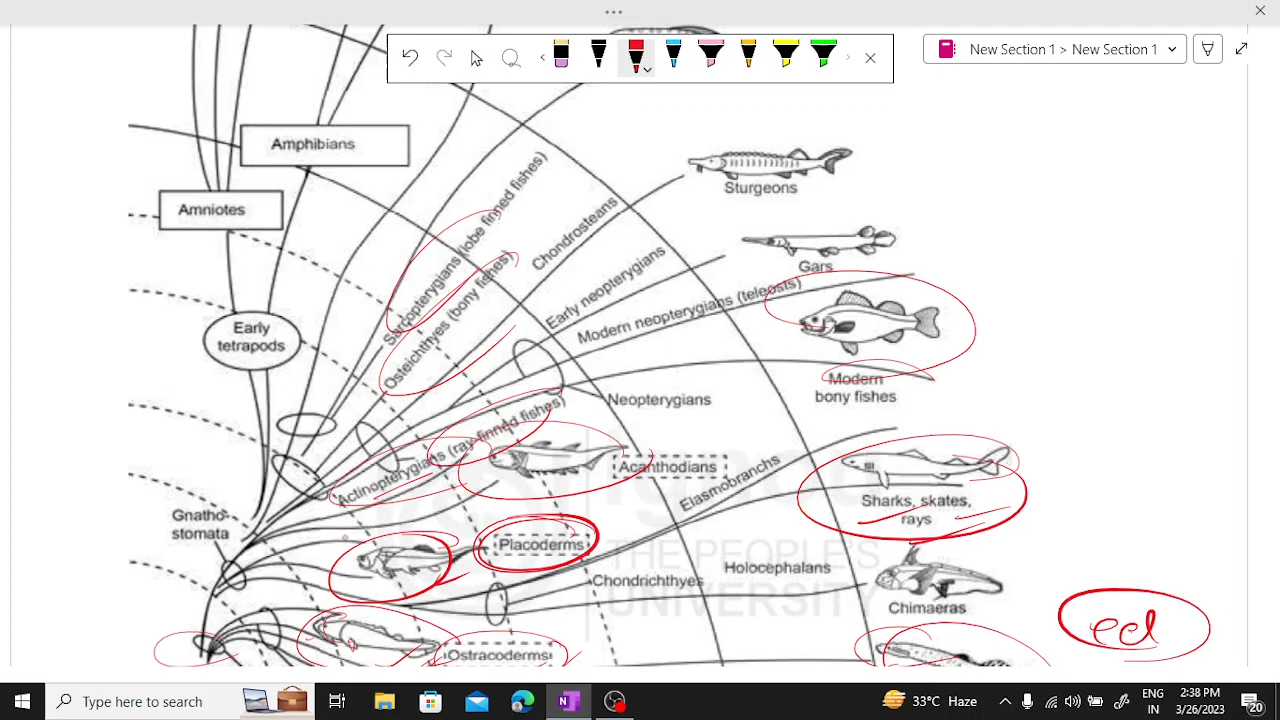 New Section 1 > New Section 1
Amphibians
Amniotes
Sarcopterygians (lobe finned fishes)
Osteichthyes (bony fishes)
Chondrosteans
Sturgeons
Early neopterygians
Gars
Modern neopterygians (teleosts)
Early
tetrapods
Modern
bony fishes
Neopterygians
Actinopterygians (ray-finned fishes)
Acanthodians
Elasmobranchs
Sharks, skates,
rays
Gnatho-
stomata
Placoderms
THE PEOPLE'S
UNIVERSITY
Holocephalans
Chondrichthyes
Chimaeras
Ostracoderms
ed
Type here to search
33°C Haze
ENG
IN
2:38 PM
3/26/2023
20